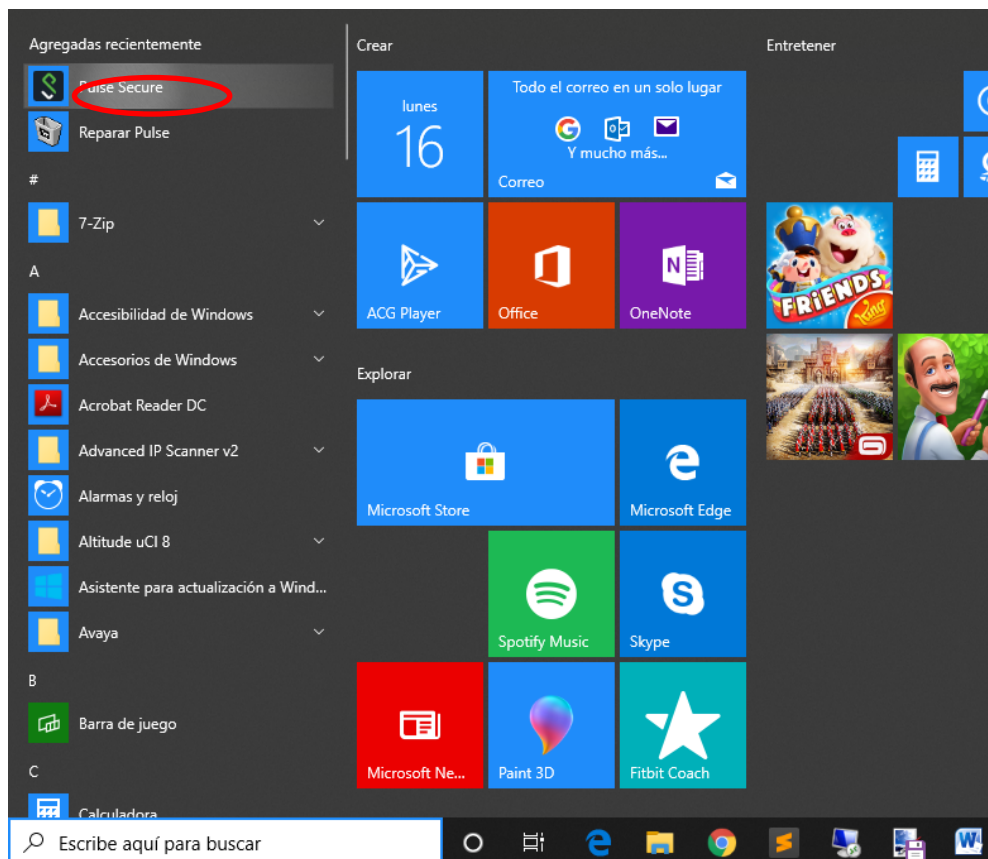 Agregadas recientemente
Pulse Secure
Reparar Pulse
#
7-Zip
A
Accesibilidad de Windows
Accesorios de Windows
Acrobat Reader DC
Advanced IP Scanner v2
Alarmas y reloj
Altitude uCI 8
Asistente para actualización a Wind...
Avaya
B
Barra de juego
C
Calculadora
Crear
lunes
16
Todo el correo en un solo lugar
Y mucho más...
Correo
ACG Player
Office
OneNote
Explorar
Microsoft Store
Microsoft Edge
Spotify Music
Skype
Microsoft Ne...
Paint 3D
Fitbit Coach
Entretener
FRIENDS
King
Escribe aquí para buscar